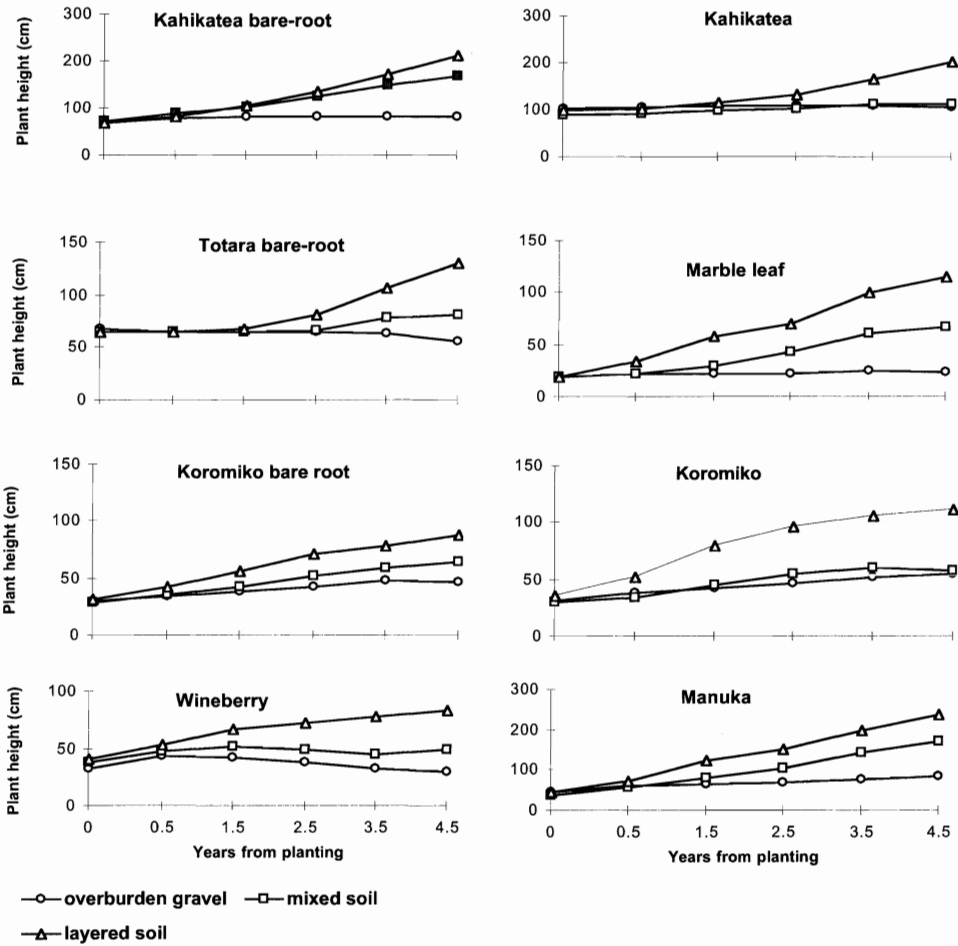 Kahikatea bare-root
Plant height (cm)
300
200
100
0
Kahikatea
300
200
100
0
Totara bare-root
Plant height (cm)
150
100
50
0
Marble leaf
150
100
50
0
Koromiko bare root
Plant height (cm)
150
100
50
0
Koromiko
150
100
50
0
Wineberry
Plant height (cm)
100
50
0
0 0.5 1.5 2.5 3.5 4.5
Years from planting
Manuka
300
200
100
0
0 0.5 1.5 2.5 3.5 4.5
Years from planting
overburden gravel mixed soil
layered soil